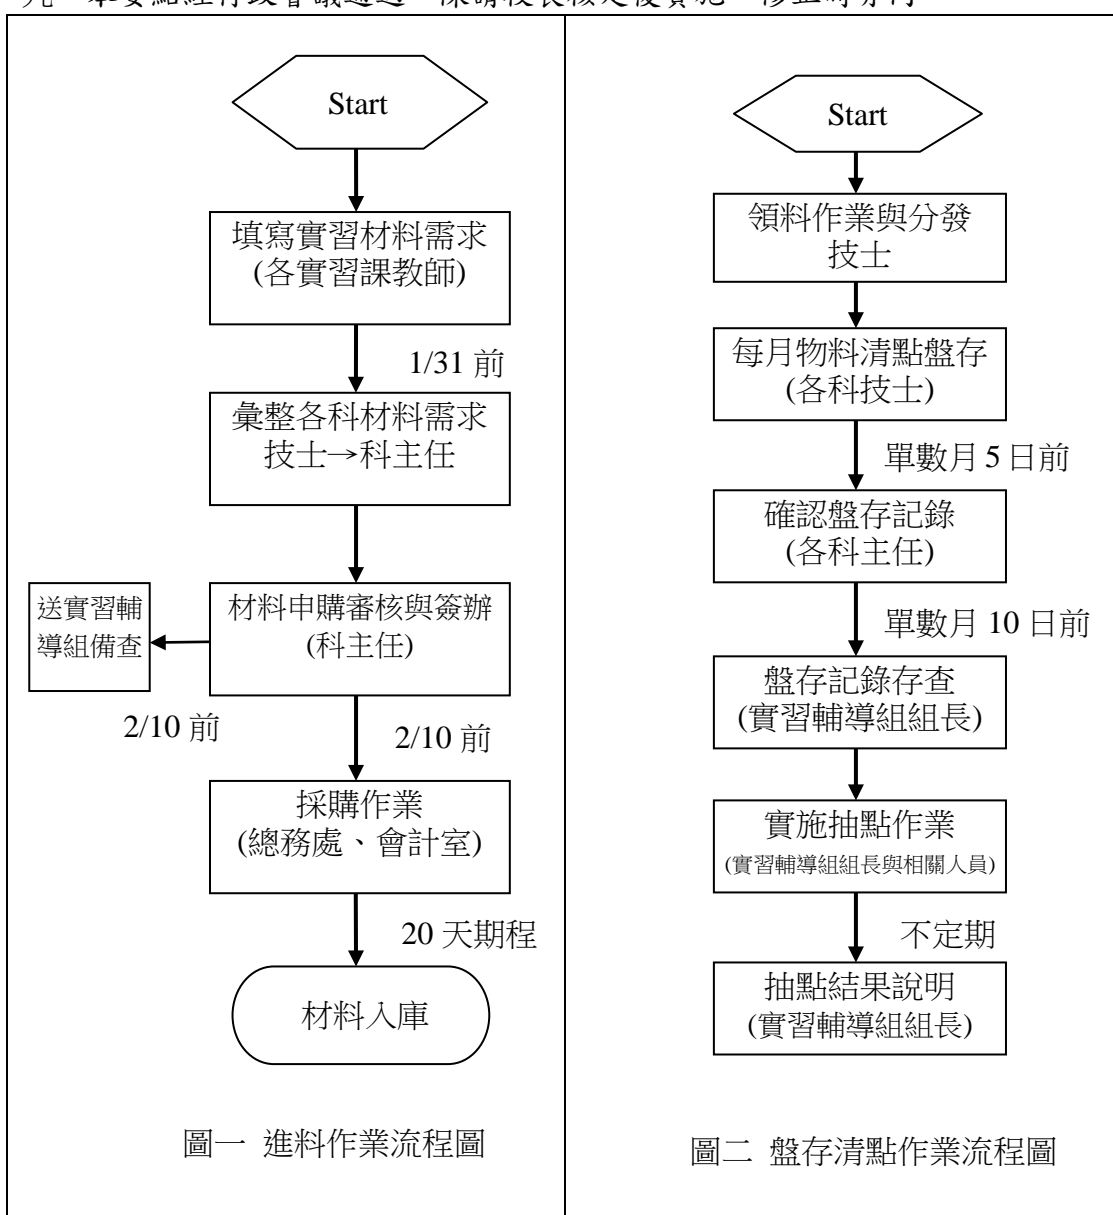 Start
填寫實習材料需求
(各實習課教師)
1/31 前
彙整各科材料需求
技士→科主任
材料申購審核與簽辦
(科主任)
送實習輔
導組備查
2/10 前
2/10 前
採購作業
(總務處、會計室)
20 天期程
材料入庫
圖一 進料作業流程圖
Start
領料作業與分發
技士
每月物料清點盤存
(各科技士)
單數月 5 日前
確認盤存記錄
(各科主任)
單數月 10 日前
盤存記錄存查
(實習輔導組組長)
實施抽點作業
(實習輔導組組長與相關人員)
不定期
抽點結果說明
(實習輔導組組長)
圖二 盤存清點作業流程圖